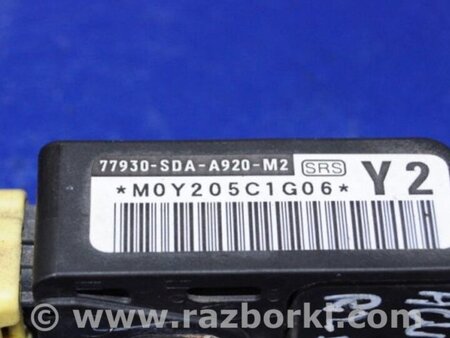 77930-SDA-A920-M2 SRS
*M0Y205C1G06* Y2
www.razborki.com